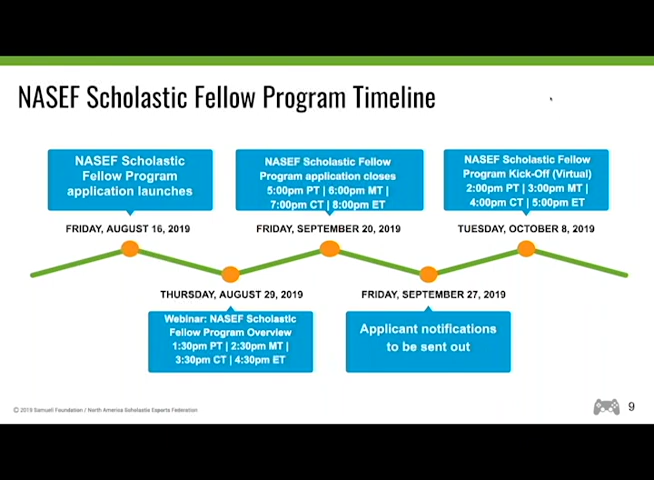 NASEF Scholastic Fellow Program Timeline
NASEF Scholastic
Fellow Program
application launches
FRIDAY, AUGUST 16, 2019
THURSDAY, AUGUST 29, 2019
Webinar: NASEF Scholastic
Fellow Program Overview
1:30pm PT | 2:30pm MT |
3:30pm CT | 4:30pm ET
NASEF Scholastic Fellow
Program application closes
5:00pm PT | 6:00pm MT |
7:00pm CT | 8:00pm ET
FRIDAY, SEPTEMBER 20, 2019
FRIDAY, SEPTEMBER 27, 2019
Applicant notifications
to be sent out
NASEF Scholastic Fellow
Program Kick-Off (Virtual)
2:00pm PT | 3:00pm MT |
4:00pm CT | 5:00pm ET
TUESDAY, OCTOBER 8, 2019
© 2019 Samueli Foundation / North America Scholastic Esports Federation
9